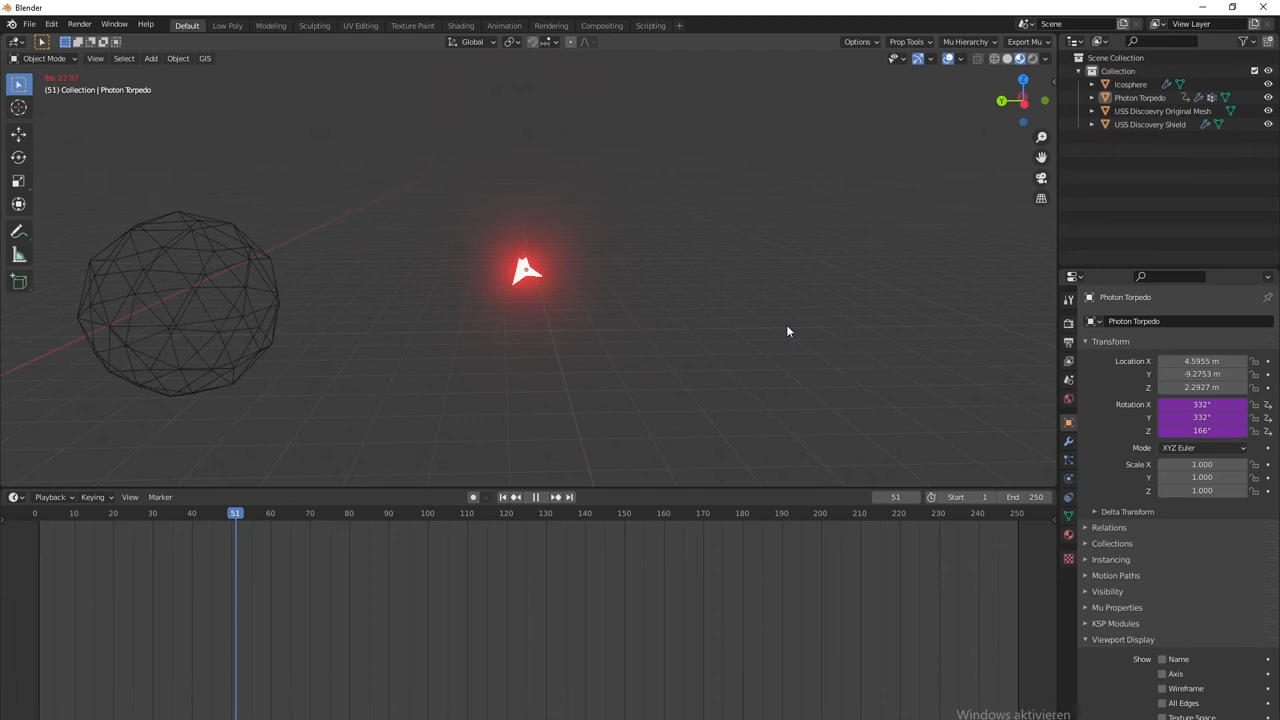 Blender
File Edit Render Window Help
Default Low Poly Modeling Sculpting UV Editing Texture Paint Shading Animation Rendering Compositing Scripting +
Scene View Layer
Global Options Prop Tools Mu Hierarchy Export Mu
Object Mode View Select Add Object GIS
fps: 22.07
(51) Collection | Photon Torpedo
Z
Y
Scene Collection
Collection
Icosphere
Photon Torpedo
USS Discoevry Original Mesh
USS Discovery Shield
Photon Torpedo
Photon Torpedo
Transform
Location X 4.5955 m
Y -9.2753 m
Z 2.2927 m
Rotation X 332°
Y 332°
Z 166°
Mode XYZ Euler
Scale X 1.000
Y 1.000
Z 1.000
Delta Transform
Relations
Collections
Instancing
Motion Paths
Visibility
Mu Properties
KSP Modules
Viewport Display
Show Name
Axis
Wireframe
All Edges
Texture Space
Playback Keying View Marker 51 Start 1 End 250
0 10 20 30 40 51 60 70 80 90 100 110 120 130 140 150 160 170 180 190 200 210 220 230 240 250
Windows aktivieren